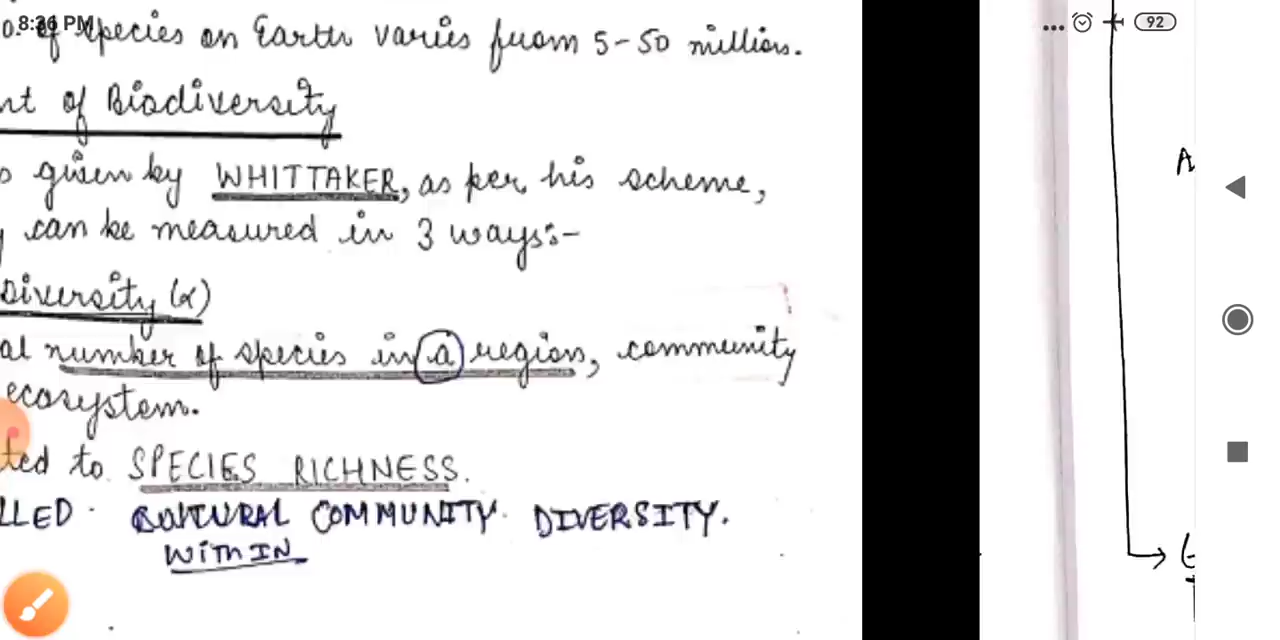 8:36 PM
92
o. of species on Earth varies from 5-50 million.
nt of Biodiversity
o given by WHITTAKER, as per his scheme,
y can be measured in 3 ways:-
Diversity (α)
al number of species in a region, community
ecosystem.
ted to SPECIES RICHNESS.
LLED. COMMUNITY. DIVERSITY.
WITHIN
A